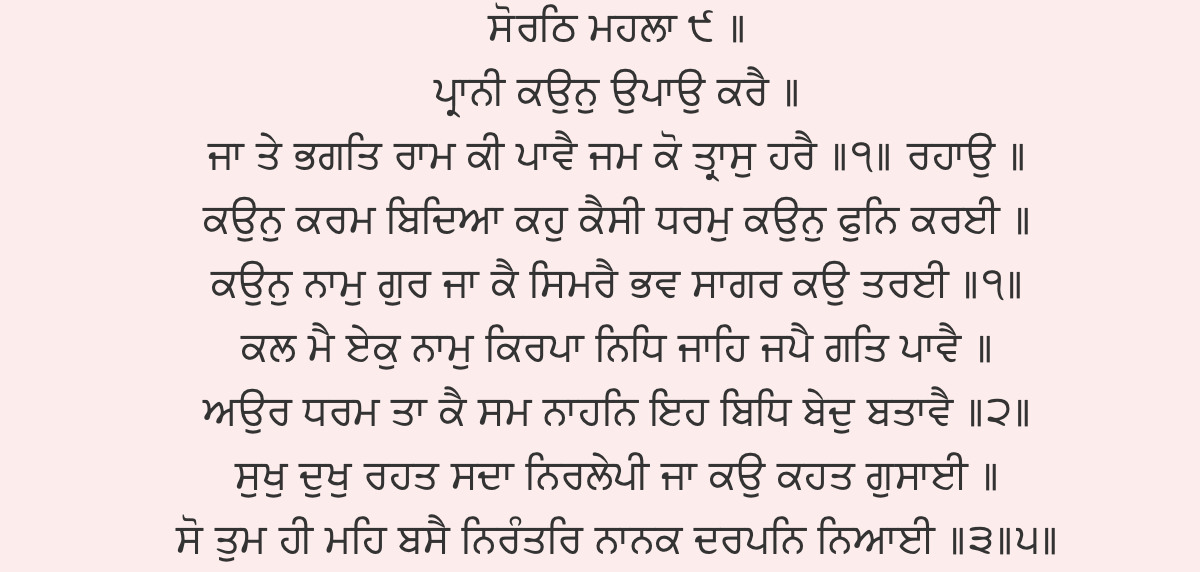 ਸੋਰਠਿ ਮਹਲਾ ੯ ॥
ਪ੍ਰਾਨੀ ਕਉਨੁ ਉਪਾਉ ਕਰੈ ॥
ਜਾ ਤੇ ਭਗਤਿ ਰਾਮ ਕੀ ਪਾਵੈ ਜਮ ਕੋ ਤ੍ਰਾਸੁ ਹਰੈ ॥੧॥ ਰਹਾਉ ॥
ਕਉਨੁ ਕਰਮ ਬਿਦਿਆ ਕਹੁ ਕੈਸੀ ਧਰਮੁ ਕਉਨੁ ਫੁਨਿ ਕਰਈ ॥
ਕਉਨੁ ਨਾਮੁ ਗੁਰ ਜਾ ਕੈ ਸਿਮਰੈ ਭਵ ਸਾਗਰ ਕਉ ਤਰਈ ॥੧॥
ਕਲ ਮੈ ਏਕੁ ਨਾਮੁ ਕਿਰਪਾ ਨਿਧਿ ਜਾਹਿ ਜਪੈ ਗਤਿ ਪਾਵੈ ॥
ਅਉਰ ਧਰਮ ਤਾ ਕੈ ਸਮ ਨਾਹਨਿ ਇਹ ਬਿਧਿ ਬੇਦੁ ਬਤਾਵੈ ॥੨॥
ਸੁਖੁ ਦੁਖੁ ਰਹਤ ਸਦਾ ਨਿਰਲੇਪੀ ਜਾ ਕਉ ਕਹਤ ਗੁਸਾਈ ॥
ਸੋ ਤੁਮ ਹੀ ਮਹਿ ਬਸੈ ਨਿਰੰਤਰਿ ਨਾਨਕ ਦਰਪਨਿ ਨਿਆਈ ॥੩॥੫॥